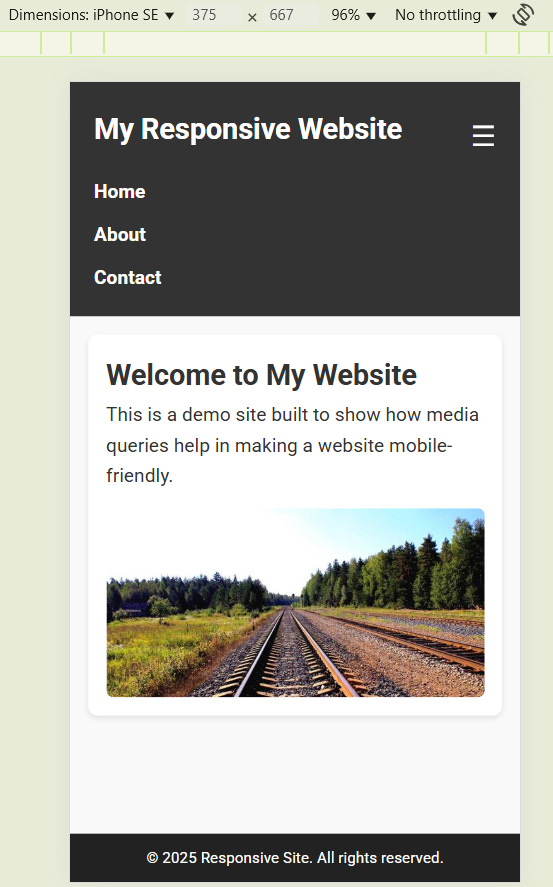 Dimensions: iPhone SE ▼ 375 × 667 96% ▼ No throttling ▼
My Responsive Website ☰
Home
About
Contact
Welcome to My Website
This is a demo site built to show how media
queries help in making a website mobile-
friendly.
© 2025 Responsive Site. All rights reserved.